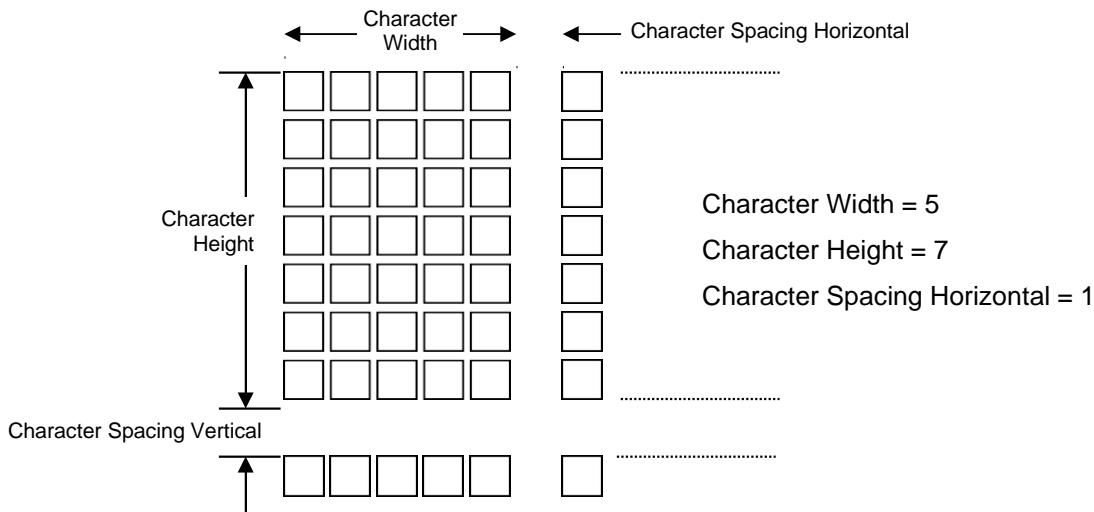 Character
Width
Character Spacing Horizontal
Character
Height
Character Width = 5
Character Height = 7
Character Spacing Horizontal = 1
Character Spacing Vertical